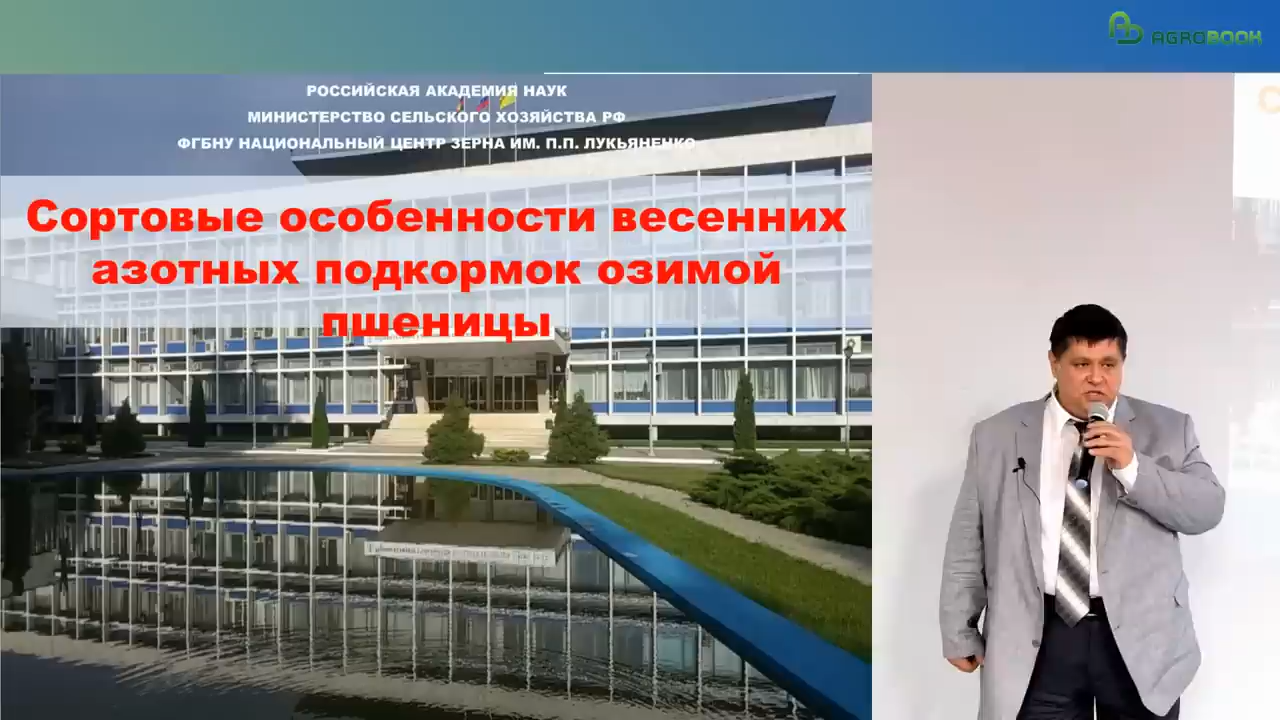 AGROBOOK
РОССИЙСКАЯ АКАДЕМИЯ НАУК
МИНИСТЕРСТВО СЕЛЬСКОГО ХОЗЯЙСТВА РФ
ФГБНУ НАЦИОНАЛЬНЫЙ ЦЕНТР ЗЕРНА ИМ. П.П. ЛУКЬЯНЕНКО
Сортовые особенности весенних
азотных подкормок озимой
пшеницы